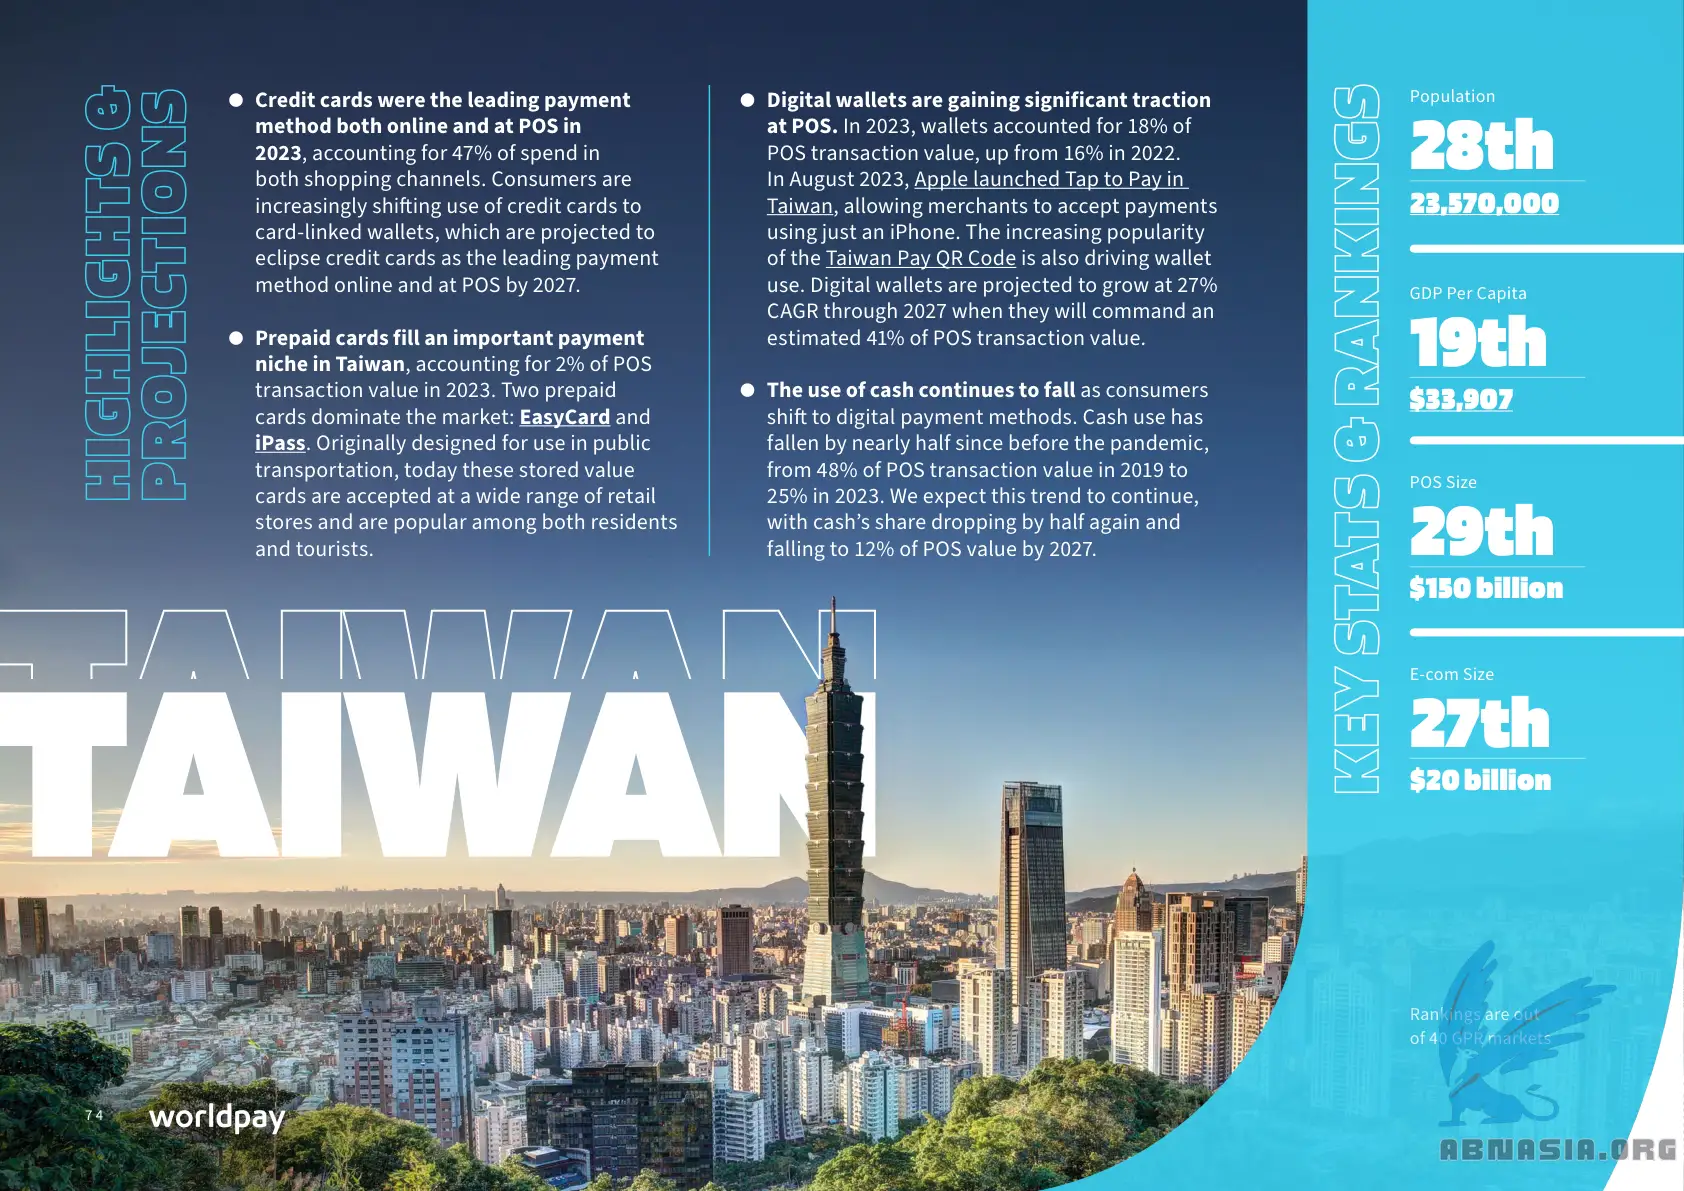 HIGHLIGHTS &
PROJECTIONS
● Credit cards were the leading payment
method both online and at POS in
2023, accounting for 47% of spend in
both shopping channels. Consumers are
increasingly shifting use of credit cards to
card-linked wallets, which are projected to
eclipse credit cards as the leading payment
method online and at POS by 2027.
● Prepaid cards fill an important payment
niche in Taiwan, accounting for 2% of POS
transaction value in 2023. Two prepaid
cards dominate the market: EasyCard and
iPass. Originally designed for use in public
transportation, today these stored value
cards are accepted at a wide range of retail
stores and are popular among both residents
and tourists.
● Digital wallets are gaining significant traction
at POS. In 2023, wallets accounted for 18% of
POS transaction value, up from 16% in 2022.
In August 2023, Apple launched Tap to Pay in
Taiwan, allowing merchants to accept payments
using just an iPhone. The increasing popularity
of the Taiwan Pay QR Code is also driving wallet
use. Digital wallets are projected to grow at 27%
CAGR through 2027 when they will command an
estimated 41% of POS transaction value.
● The use of cash continues to fall as consumers
shift to digital payment methods. Cash use has
fallen by nearly half since before the pandemic,
from 48% of POS transaction value in 2019 to
25% in 2023. We expect this trend to continue,
with cash's share dropping by half again and
falling to 12% of POS value by 2027.
TAIWAN
TAIWAN
KEY STATS & RANKINGS
Population
28th
23,570,000
GDP Per Capita
19th
$33,907
POS Size
29th
$150 billion
E-com Size
27th
$20 billion
Rankings are out
of 40 GPR markets
74
worldpay
ABNASIA.ORG